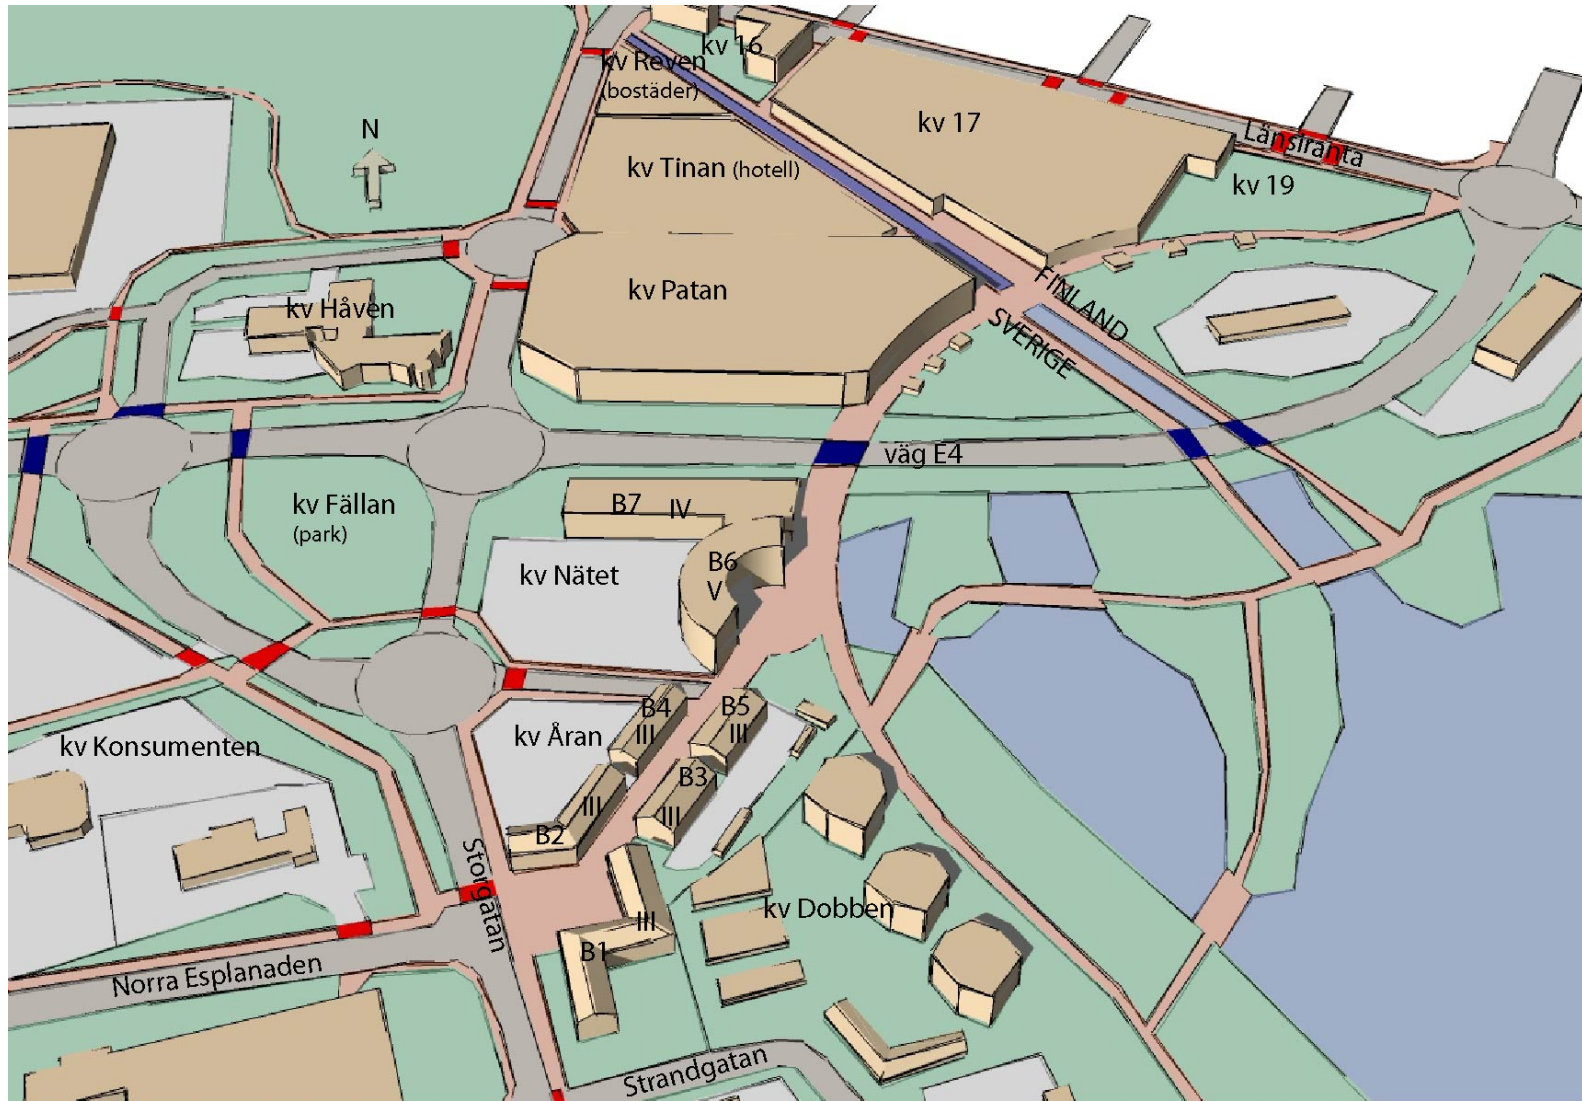 kv 16
kv Reven
(bostäder)
N
kv 17
Länsiranta
kv Tinan (hotell)
kv 19
kv Patan
kv Håven
FINLAND
SVERIGE
väg E4
kv Fällan
(park)
B7 IV
kv Nätet
B6
V
B4
III
B5
III
kv Åran
kv Konsumenten
B3
III
III
B2
Storgatan
kv Dobben
III
B1
Norra Esplanaden
Strandgatan